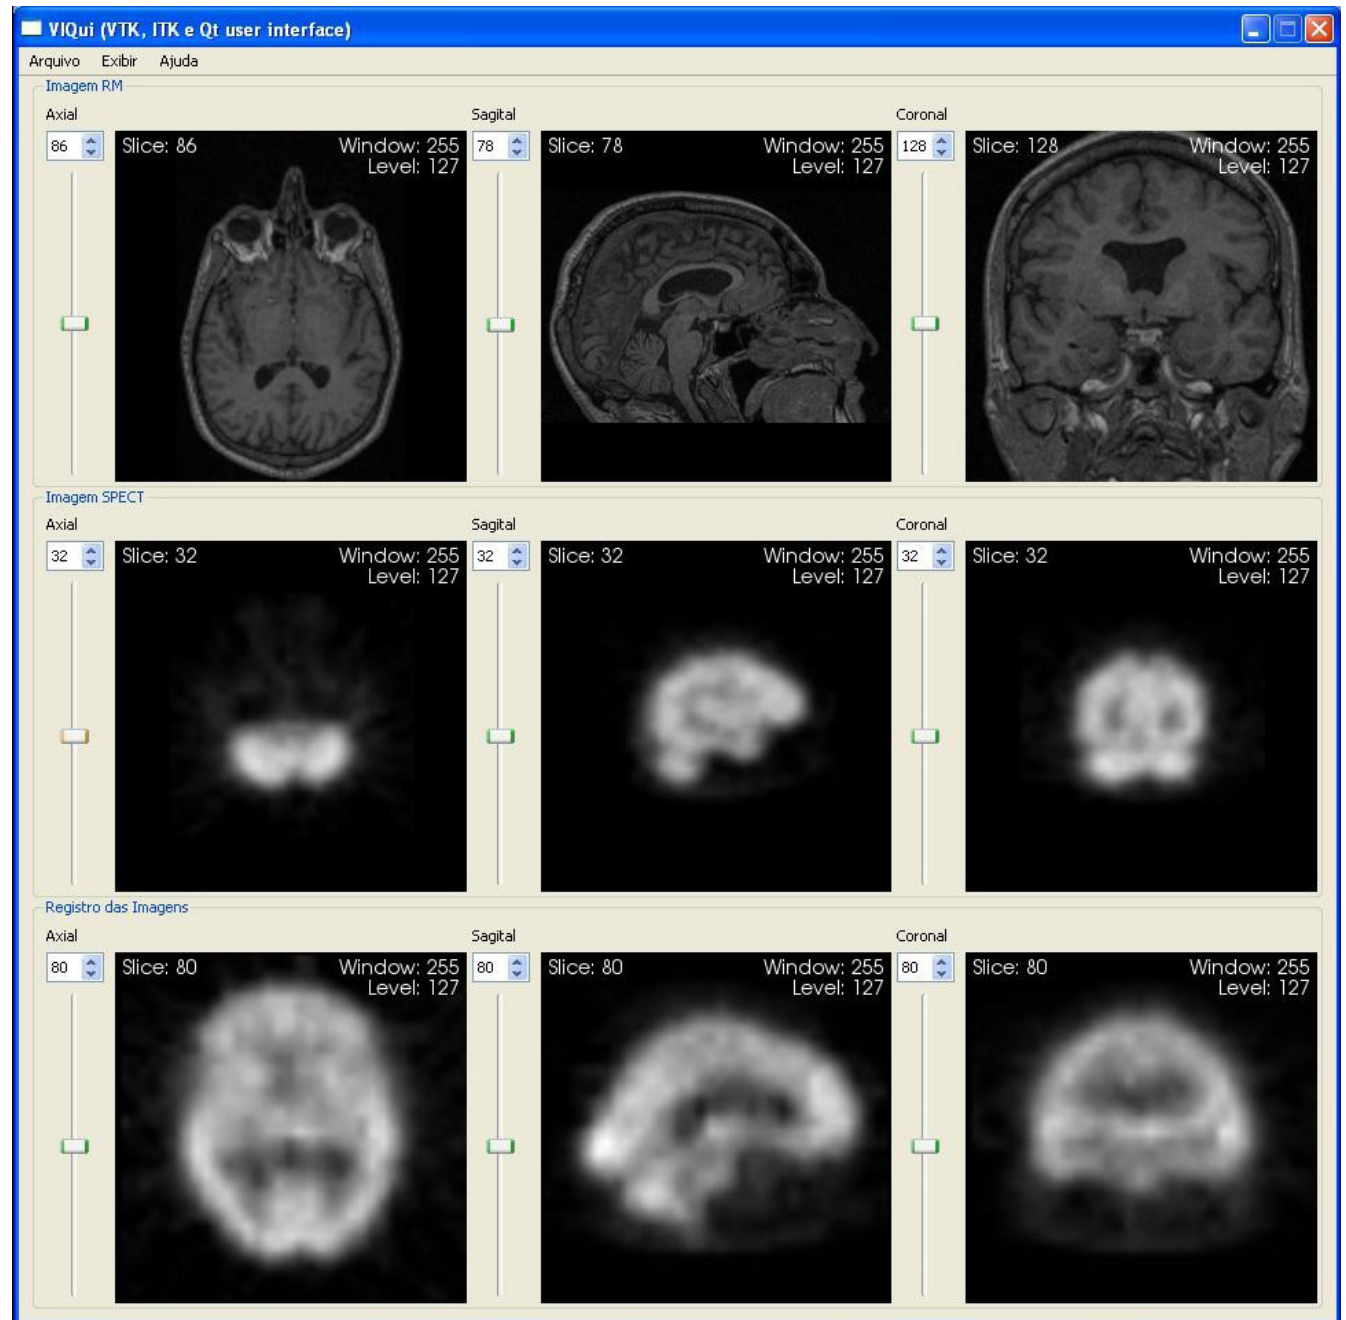 VIQui (VTK, ITK e Qt user interface)
Arquivo Exibir Ajuda
Imagem RM
Axial Sagital Coronal
86 Slice: 86 Window: 255 78 Slice: 78 Window: 255 128 Slice: 128 Window: 255
Level: 127 Level: 127 Level: 127
Imagem SPECT
Axial Sagital Coronal
32 Slice: 32 Window: 255 32 Slice: 32 Window: 255 32 Slice: 32 Window: 255
Level: 127 Level: 127 Level: 127
Registro das Imagens
Axial Sagital Coronal
80 Slice: 80 Window: 255 80 Slice: 80 Window: 255 80 Slice: 80 Window: 255
Level: 127 Level: 127 Level: 127